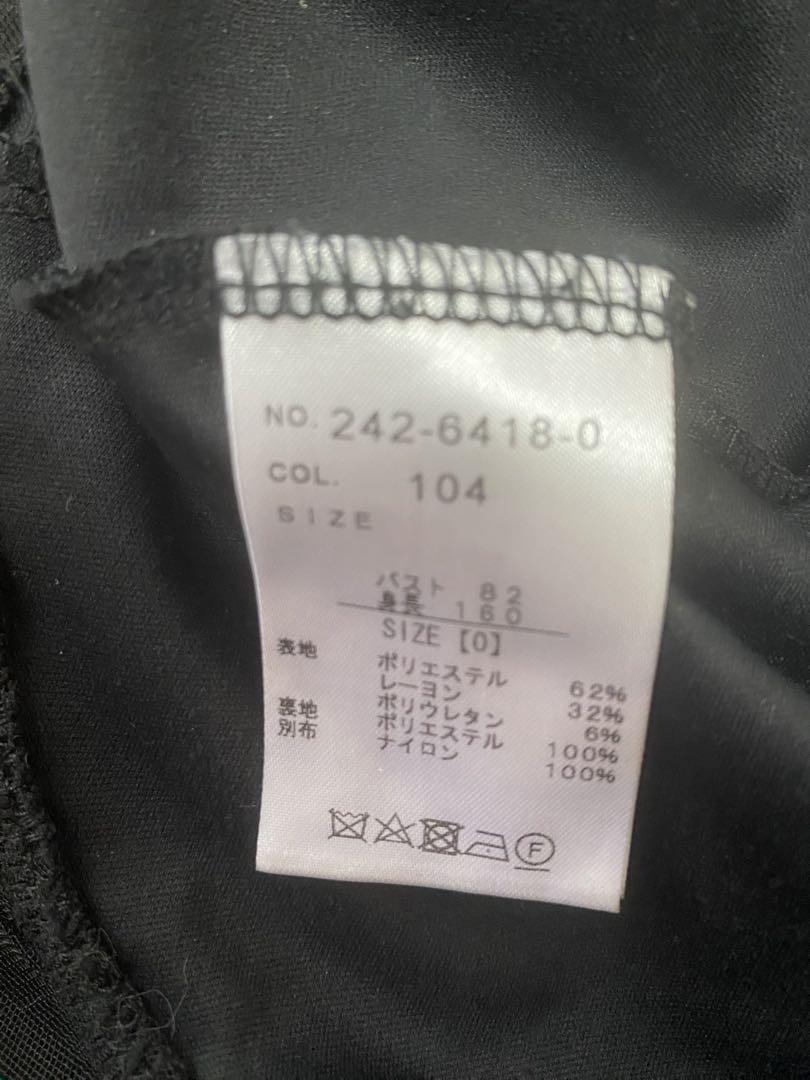 NO. 242-6418-0
COL. 104
SIZE
バスト 82
身長 160
SIZE【0】
表地 ポリエステル 62%
レーヨン 32%
ポリウレタン 6%
裏地 ポリエステル 100%
別布 ナイロン 100%
F